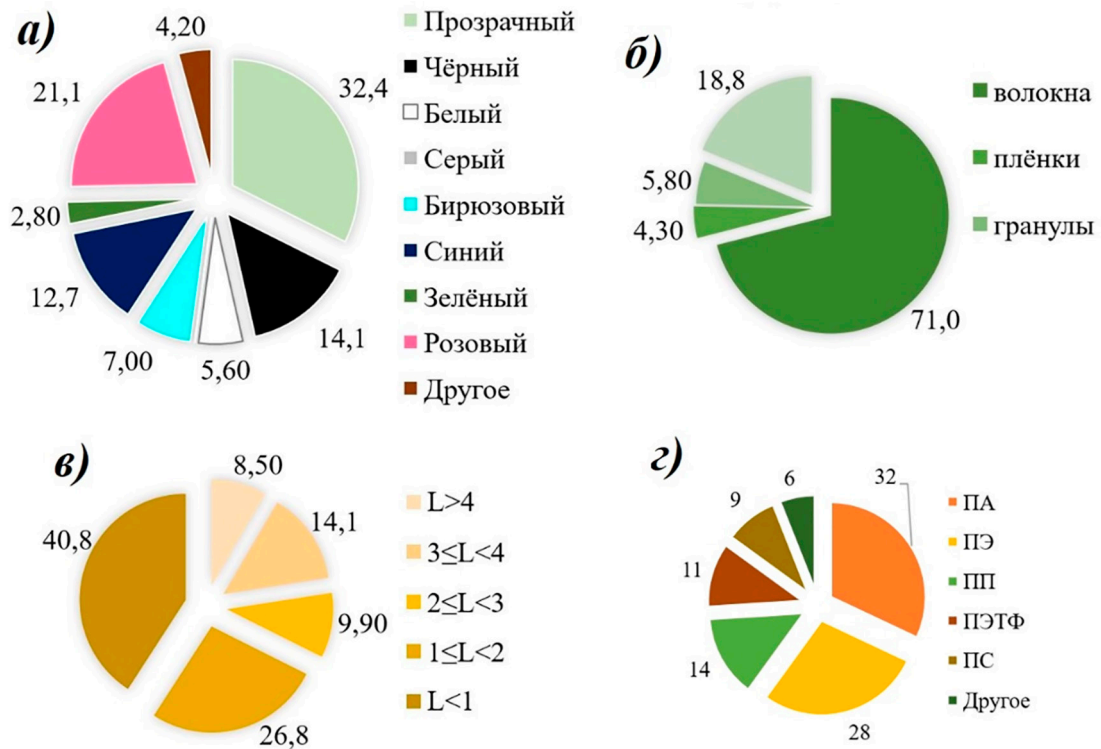 а)
4,20
21,1
32,4
2,80
12,7
7,00
5,60
14,1
Прозрачный
Чёрный
Белый
Серый
Бирюзовый
Синий
Зелёный
Розовый
Другое
б)
18,8
5,80
4,30
71,0
волокна
плёнки
гранулы
в)
8,50
40,8
14,1
9,90
26,8
L>4
3≤L<4
2≤L<3
1≤L<2
L<1
г)
6
32
9
11
14
28
ПА
ПЭ
ПП
ПЭТФ
ПС
Другое